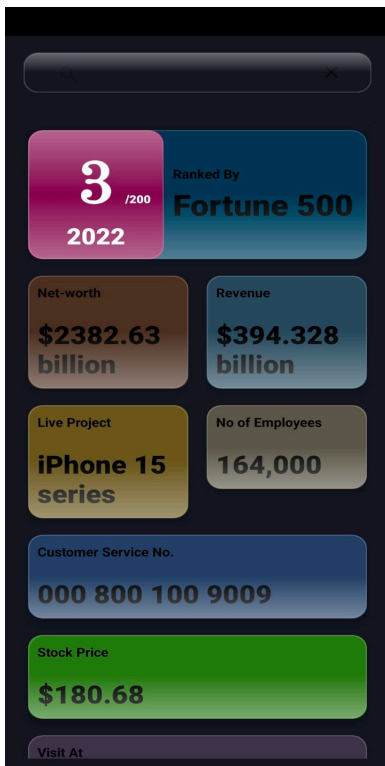 3 /200
2022
Ranked By
Fortune 500
Net-worth
$2382.63
billion
Revenue
$394.328
billion
Live Project
iPhone 15
series
No of Employees
164,000
Customer Service No.
000 800 100 9009
Stock Price
$180.68
Visit At